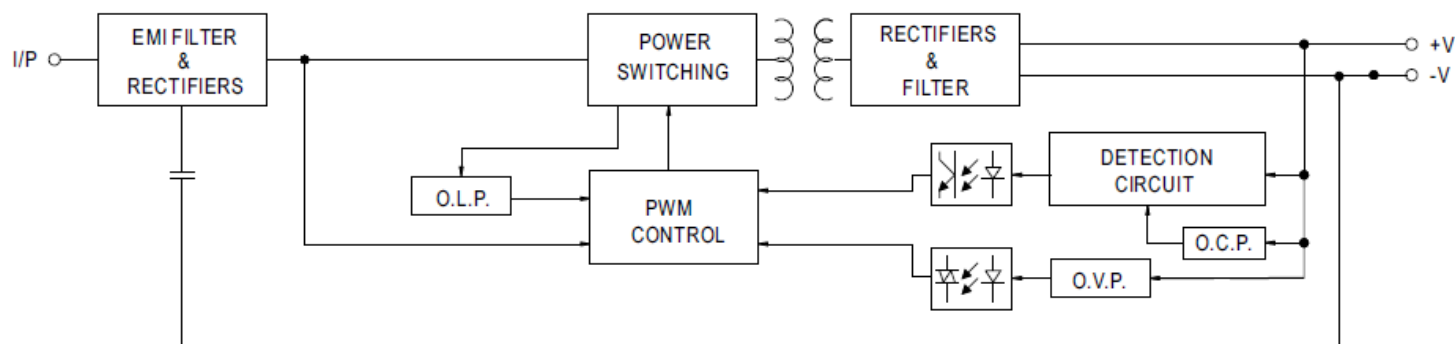 I/P
EMI FILTER
&
RECTIFIERS
POWER
SWITCHING
RECTIFIERS
&
FILTER
+V
-V
O.L.P.
PWM
CONTROL
DETECTION
CIRCUIT
O.C.P.
O.V.P.